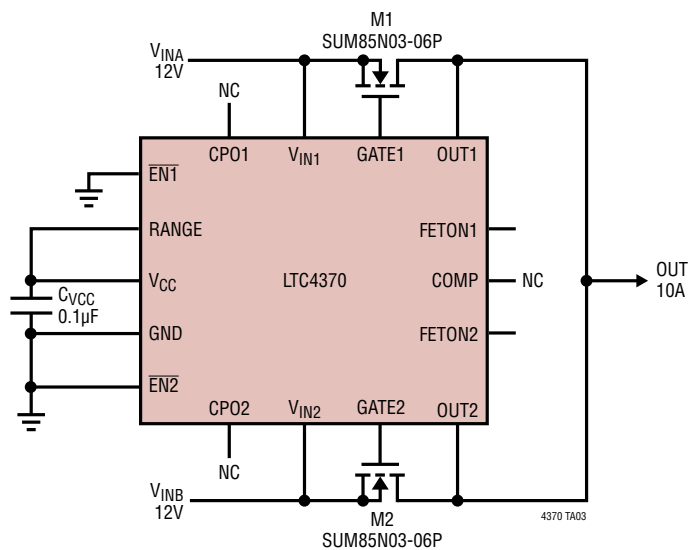 M1
SUM85N03-06P
VINA
12V
NC
CPO1
VIN1
GATE1
OUT1
EN1
RANGE
FETON1
VCC
LTC4370
COMP
NC
OUT
10A
CVCC
0.1µF
GND
FETON2
EN2
CPO2
VIN2
GATE2
OUT2
NC
VINB
12V
M2
SUM85N03-06P
4370 TA03